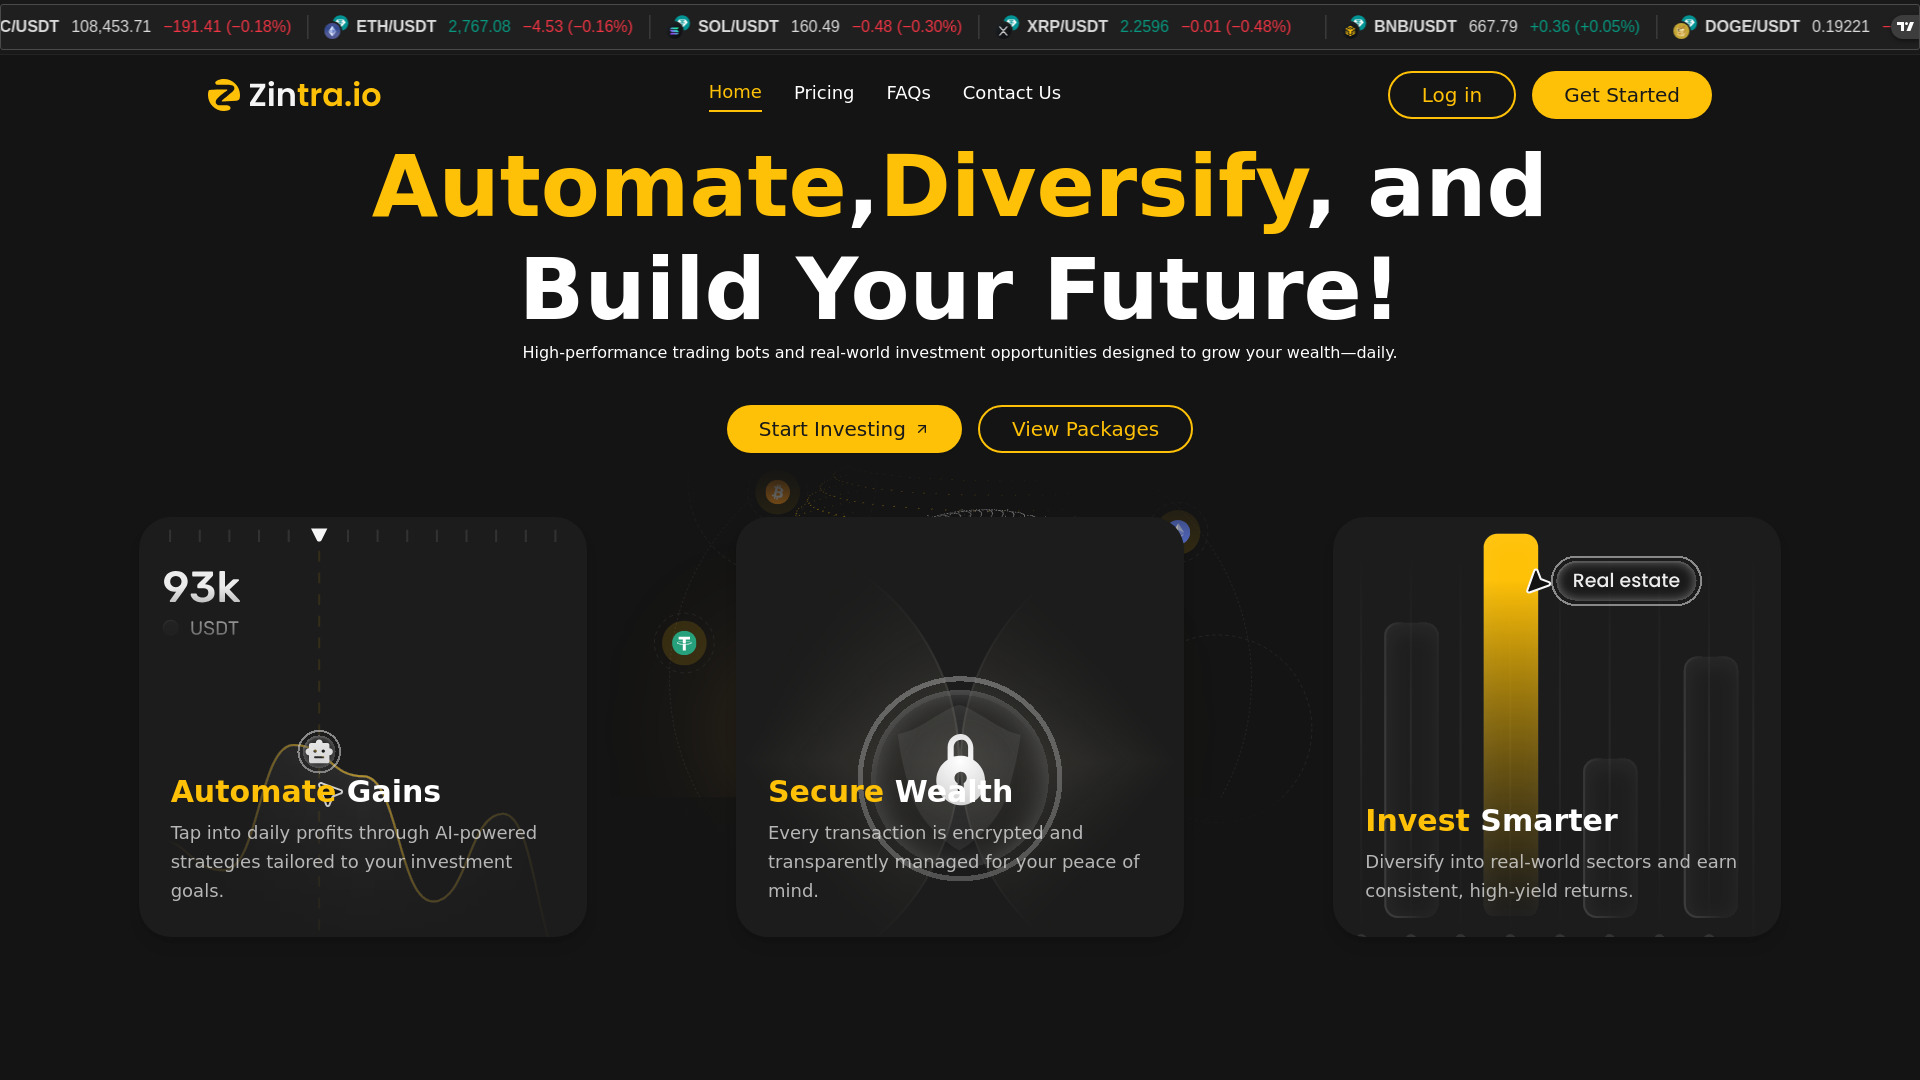 C/USDT 108,453.71 −191.41 (−0.18%) ETH/USDT 2,767.08 −4.53 (−0.16%) SOL/USDT 160.49 −0.48 (−0.30%) XRP/USDT 2.2596 −0.01 (−0.48%) BNB/USDT 667.79 +0.36 (+0.05%) DOGE/USDT 0.19221
Zintra.io Home Pricing FAQs Contact Us Log in Get Started
Automate,Diversify, and
Build Your Future!
High-performance trading bots and real-world investment opportunities designed to grow your wealth—daily.
Start Investing View Packages
93k
USDT
Automate Gains
Tap into daily profits through AI-powered
strategies tailored to your investment
goals.
Secure Wealth
Every transaction is encrypted and
transparently managed for your peace of
mind.
Real estate
Invest Smarter
Diversify into real-world sectors and earn
consistent, high-yield returns.